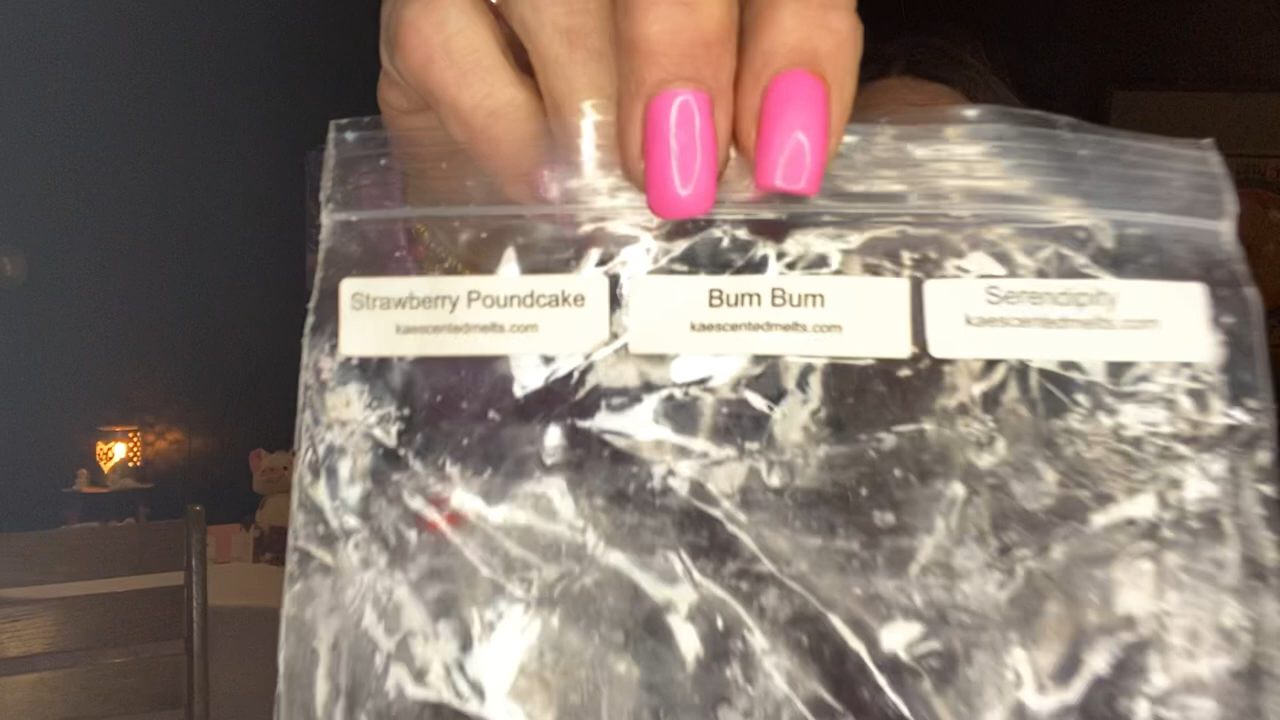 Strawberry Poundcake
kaescentedmelts.com
Bum Bum
kaescentedmelts.com
Serendipity
kaescentedmelts.com